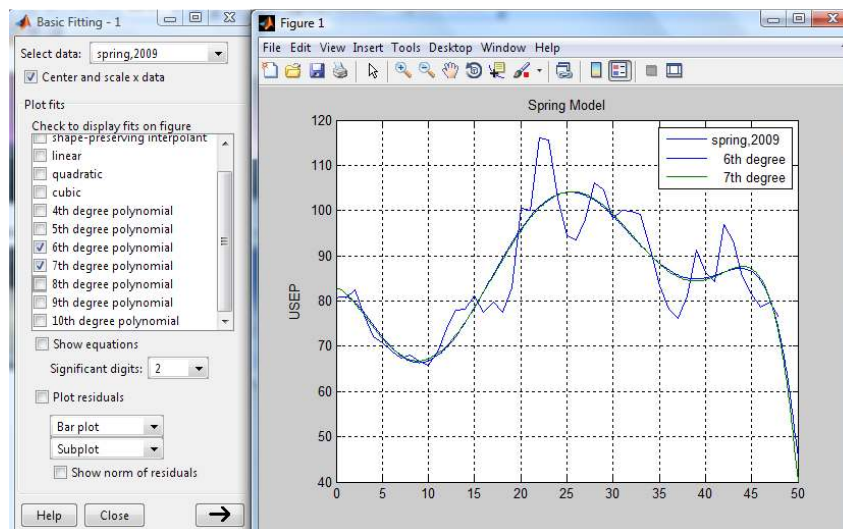 Basic Fitting - 1
Select data: spring,2009
Center and scale x data
Plot fits
Check to display fits on figure
shape-preserving interpolant
linear
quadratic
cubic
4th degree polynomial
5th degree polynomial
6th degree polynomial
7th degree polynomial
8th degree polynomial
9th degree polynomial
10th degree polynomial
Show equations
Significant digits: 2
Plot residuals
Bar plot
Subplot
Show norm of residuals
Help Close
Figure 1
File Edit View Insert Tools Desktop Window Help
Spring Model
120
110
100
90
80
70
60
50
40
USEP
spring,2009
6th degree
7th degree
0 5 10 15 20 25 30 35 40 45 50